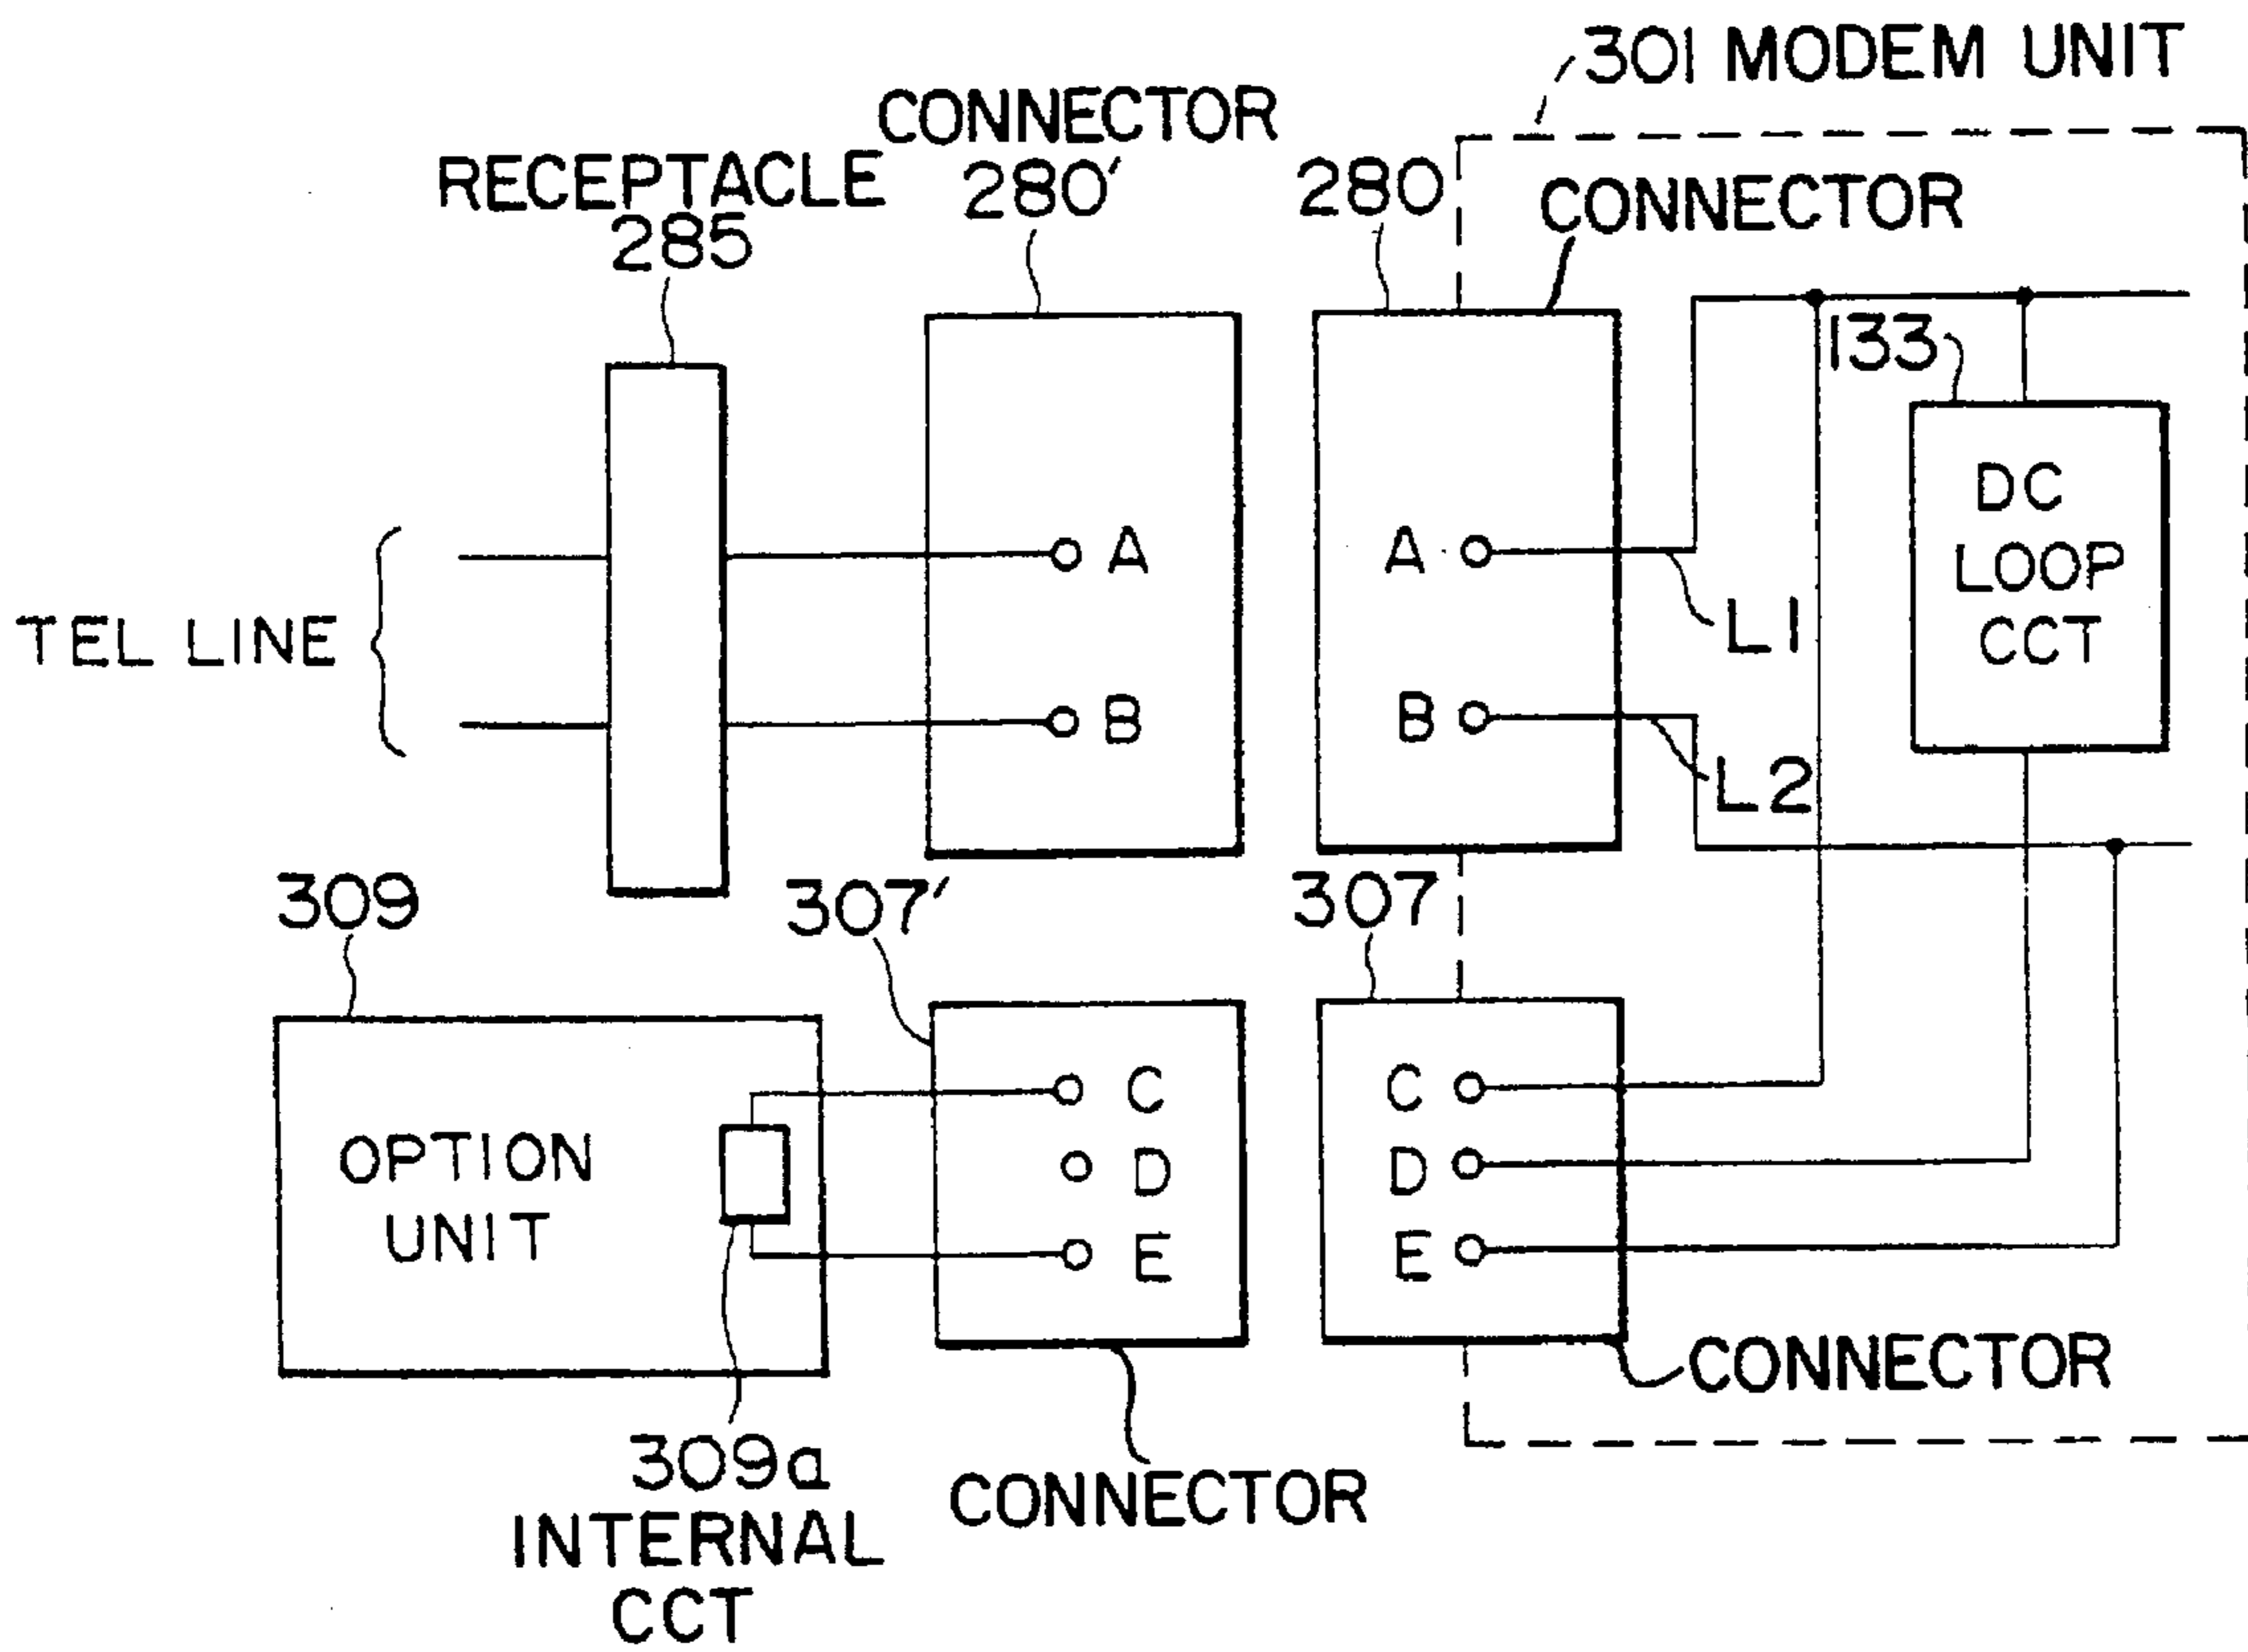 301 MODEM UNIT
CONNECTOR
280'
RECEPTACLE
285
280
CONNECTOR
133
DC
LOOP
CCT
A
A
L1
TEL LINE
B
B
L2
309
307'
307
C
C
OPTION
UNIT
D
D
E
E
CONNECTOR
309a
INTERNAL
CCT
CONNECTOR